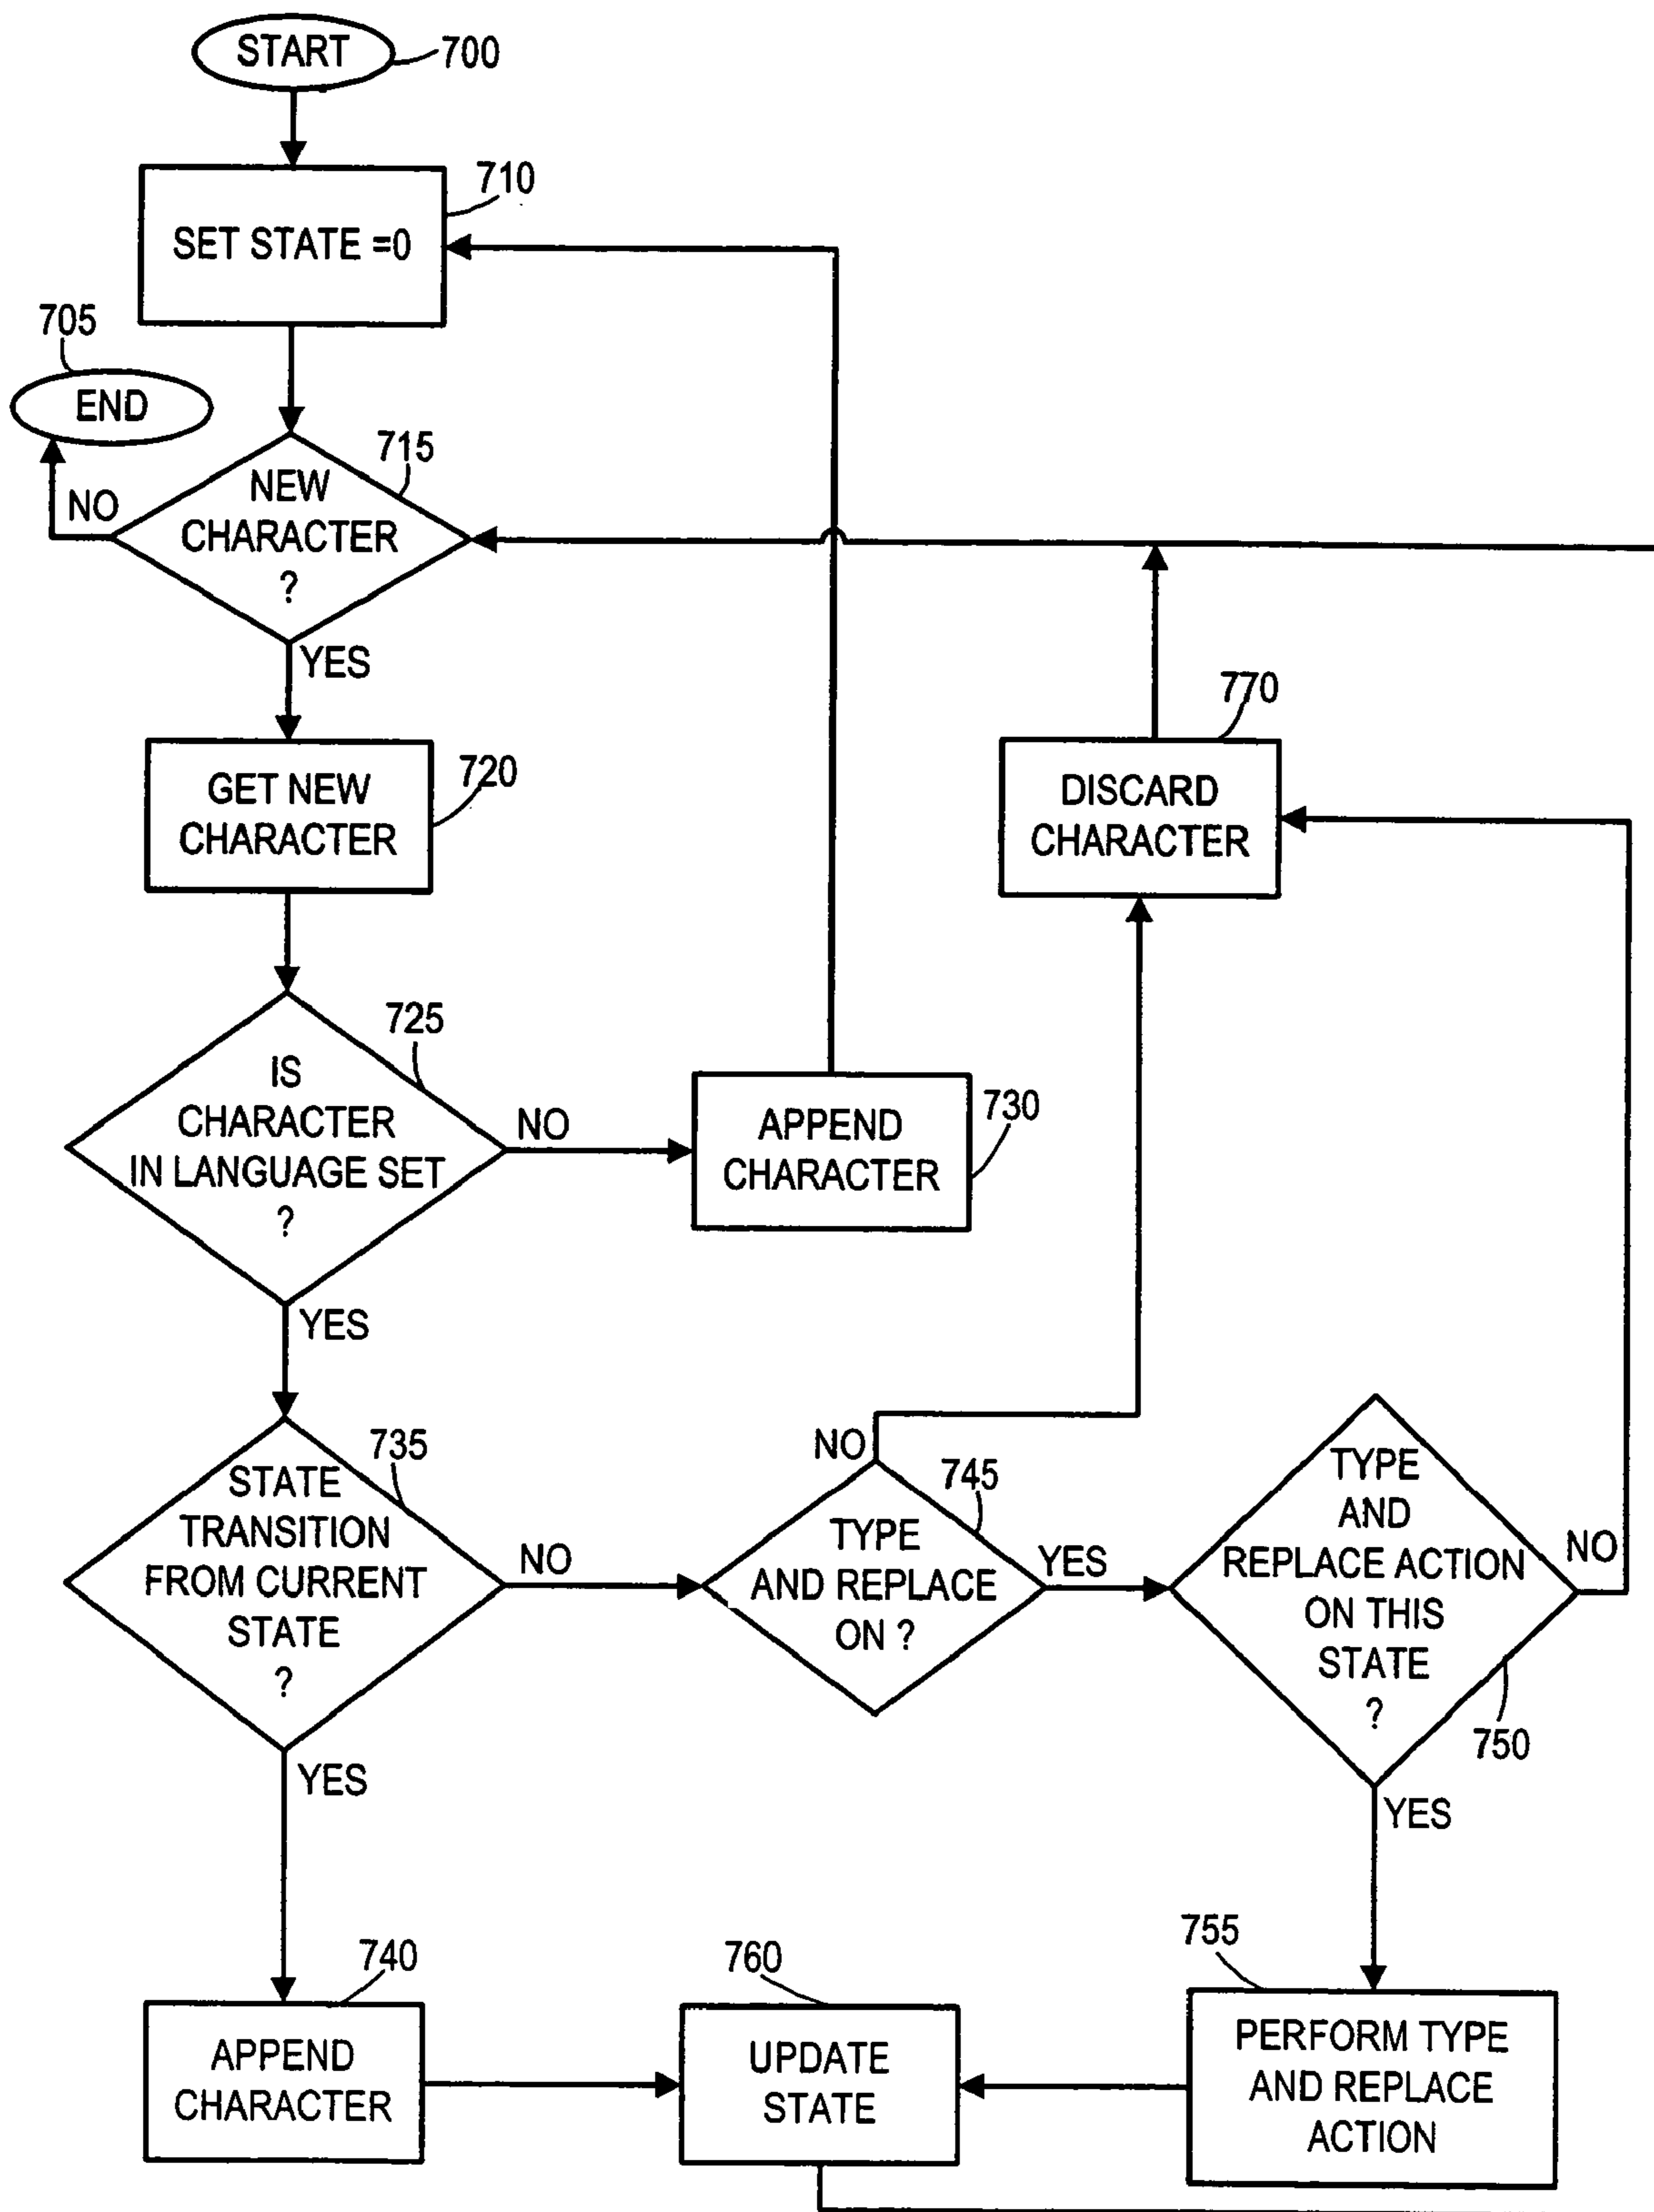 START
700
710
SET STATE =0
705
END
715
NEW
CHARACTER
?
NO
YES
770
GET NEW
CHARACTER
720
DISCARD
CHARACTER
725
IS
CHARACTER
IN LANGUAGE SET
?
NO
APPEND
CHARACTER
730
YES
735
STATE
TRANSITION
FROM CURRENT
STATE
?
NO
YES
NO
745
TYPE
AND REPLACE
ON ?
YES
TYPE
AND
REPLACE ACTION
ON THIS
STATE
?
NO
750
YES
740
APPEND
CHARACTER
760
UPDATE
STATE
755
PERFORM TYPE
AND REPLACE
ACTION